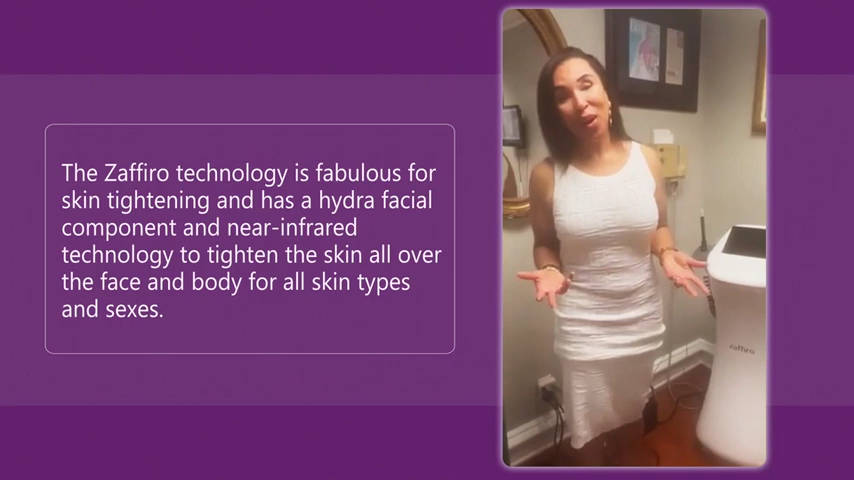 The Zaffiro technology is fabulous for
skin tightening and has a hydra facial
component and near-infrared
technology to tighten the skin all over
the face and body for all skin types
and sexes.
zaffiro